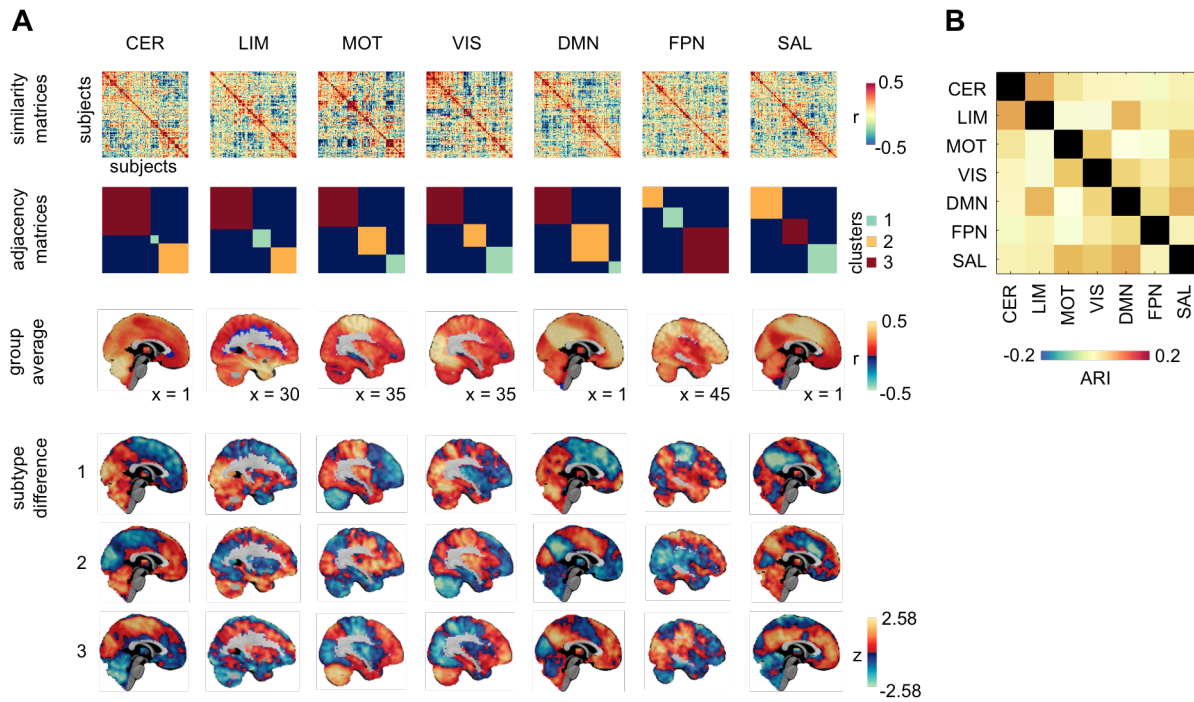 A
B
CER LIM MOT VIS DMN FPN SAL
similarity
matrices
subjects
subjects
0.5
r
-0.5
adjacency
matrices
clusters
1
2
3
group
average
x = 1 x = 30 x = 35 x = 35 x = 1 x = 45 x = 1
0.5
r
-0.5
subtype
difference
1
2
3
2.58
z
-2.58
CER
LIM
MOT
VIS
DMN
FPN
SAL
CER LIM MOT VIS DMN FPN SAL
-0.2 0.2
ARI